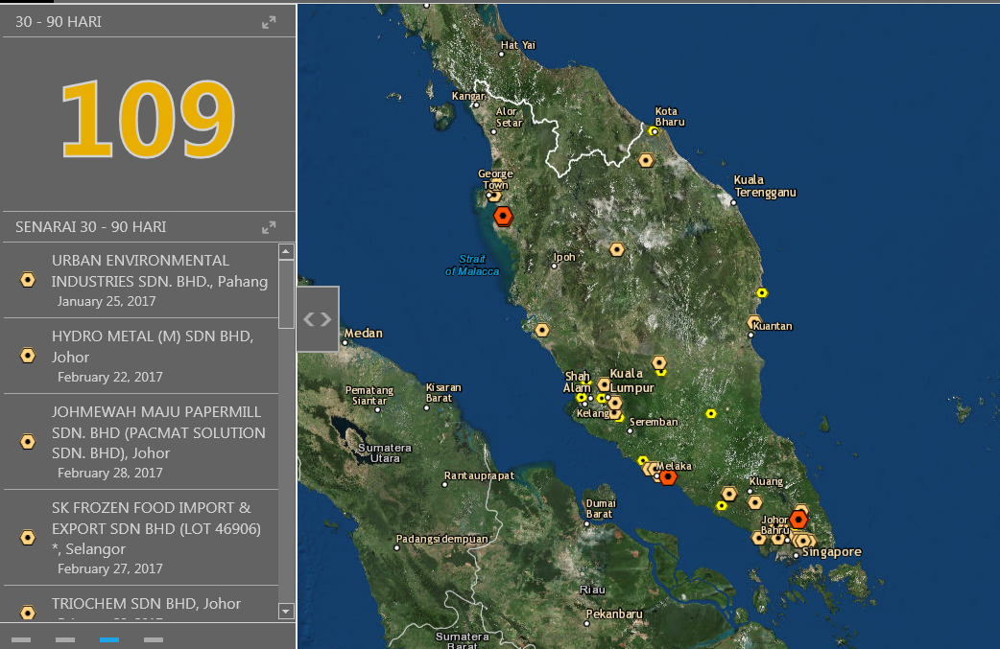 30 - 90 HARI
109
SENARAI 30 - 90 HARI
URBAN ENVIRONMENTAL
INDUSTRIES SDN. BHD., Pahang
January 25, 2017
HYDRO METAL (M) SDN BHD,
Johor
February 22, 2017
JOHMEWAH MAJU PAPERMILL
SDN. BHD (PACMAT SOLUTION
SDN. BHD), Johor
February 28, 2017
SK FROZEN FOOD IMPORT &
EXPORT SDN BHD (LOT 46906)
*, Selangor
February 27, 2017
TRIOCHEM SDN BHD, Johor
Hat Yai
Kangar
Alor
Setar
Kota
Bharu
George
Town
Kuala
Terengganu
Ipoh
Strait
of Malacca
Kuantan
Medan
Shah
Alam
Kuala
Lumpur
Pematang
Siantar
Kisaran
Barat
Kelang
Seremban
Sumatera
Utara
Melaka
Rantauprapat
Kluang
Dumai
Barat
Johor
Bahru
Padangsidempuan
Singapore
Riau
Pekanbaru
Sumatera
Barat